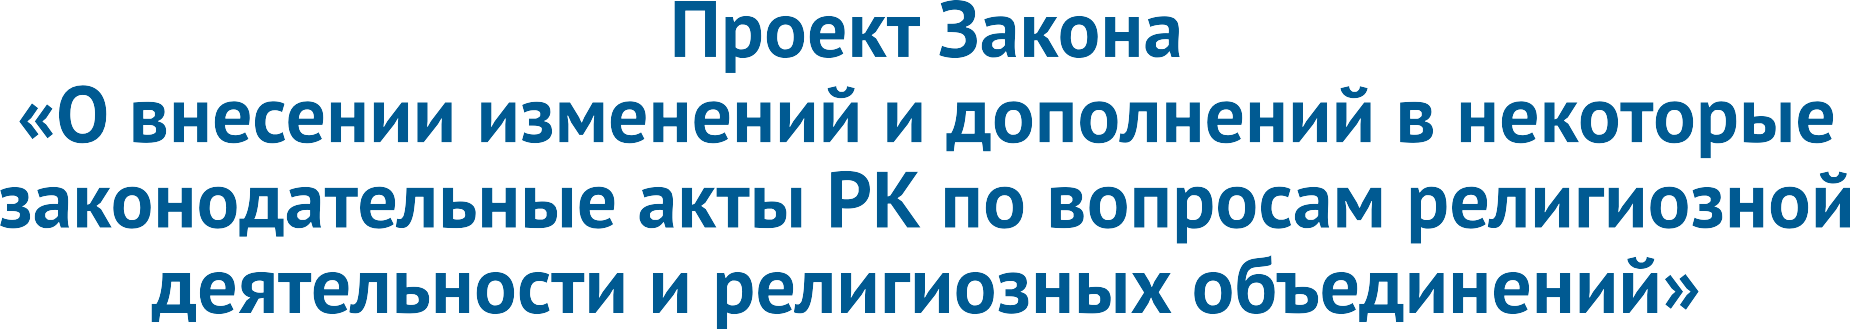 Проект Закона
«О внесении изменений и дополнений в некоторые
законодательные акты РК по вопросам религиозной
деятельности и религиозных объединений»